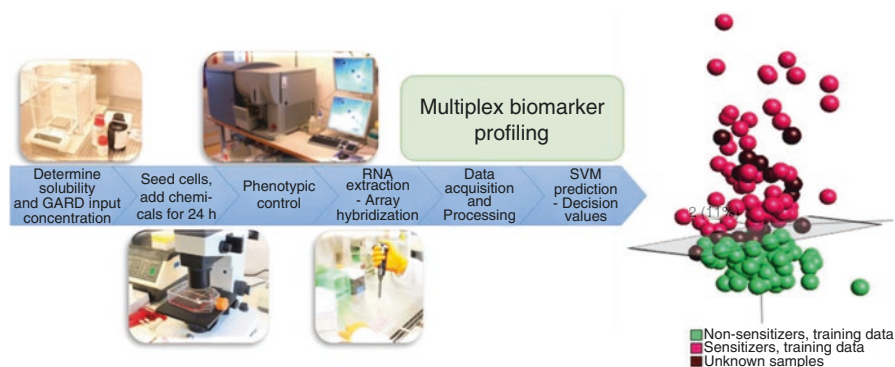 Multiplex biomarker
profiling
Determine
solubility
and GARD input
concentration
Seed cells,
add chemi-
cals for 24 h
Phenotypic
control
RNA
extraction
- Array
hybridization
Data
acquisition
and
Processing
SVM
prediction
- Decision
values
2 (11%)
Non-sensitizers, training data
Sensitizers, training data
Unknown samples